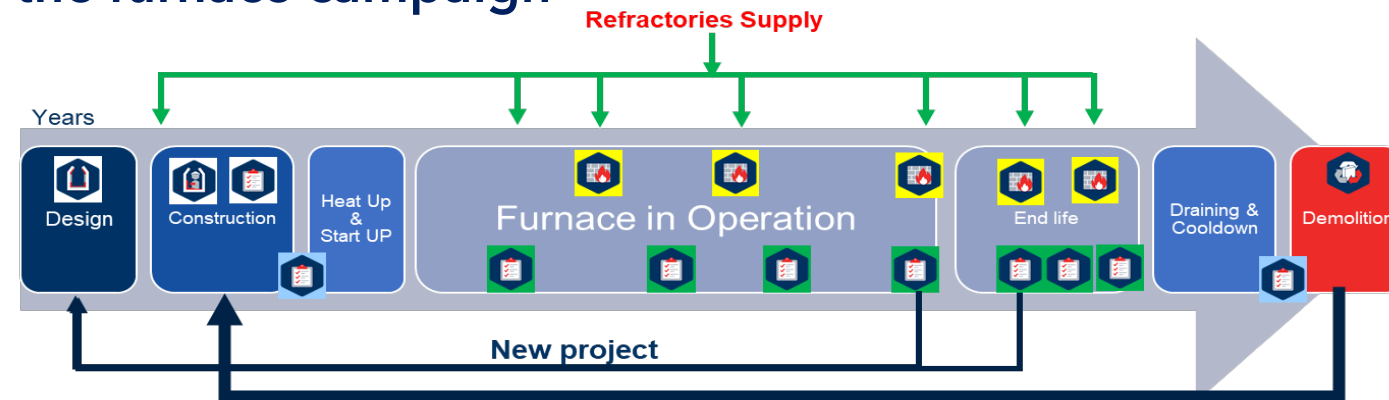 the furnace campaign
Refractories Supply
Years
Design
Construction
Heat Up
&
Start UP
Furnace in Operation
End life
Draining &
Cooldown
Demolition
New project